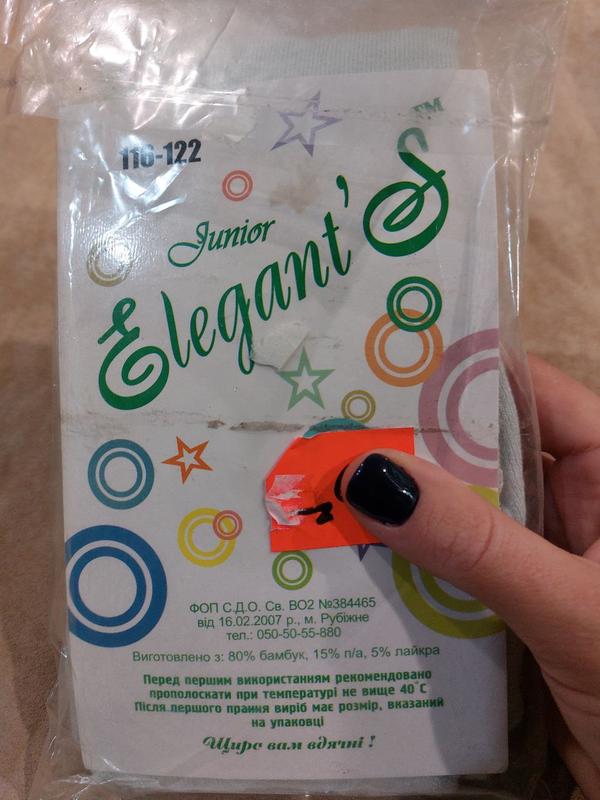 116-122
Junior
Elegant'S™
ФОП С.Д.О. Св. ВО2 №384465
від 16.02.2007 р., м. Рубіжне
тел.: 050-50-55-880
Виготовлено з: 80% бамбук, 15% п/а, 5% лайкра
Перед першим використанням рекомендовано
прополоскати при температурі не вище 40˚С
Після першого прання виріб має розмір, вказаний
на упаковці
Щиро вам вдячні !